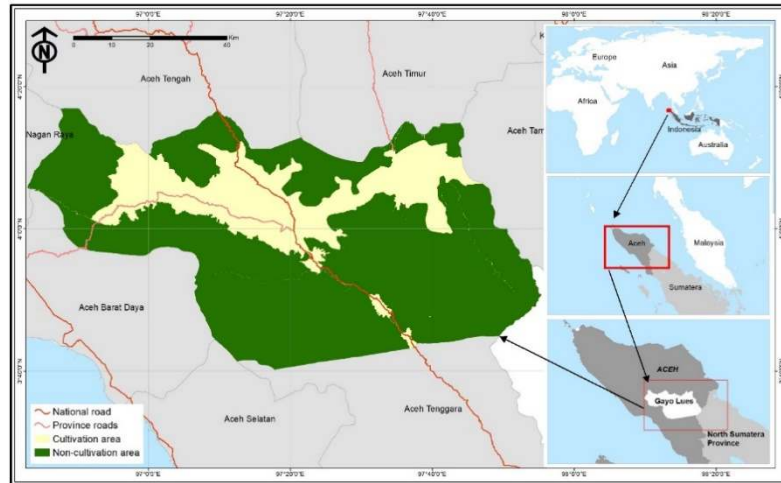 97°0'0"E
97°20'0"E
97°40'0"E
98°0'0"E
98°20'0"E
N
0
10
20
30
40
Km
Aceh Tengah
Aceh Timur
Nagan Raya
Aceh Tam
Aceh Barat Daya
Aceh Selatan
Aceh Tenggara
4°20'0"N
4°0'0"N
3°40'0"N
National road
Province roads
Cultivation area
Non-cultivation area
97°0'0"E
97°20'0"E
97°40'0"E
98°0'0"E
98°20'0"E
Europe
Asia
Africa
Indonesia
Australia
Aceh
Malaysia
Sumatera
ACEH
Gayo Lues
North Sumatera
Province